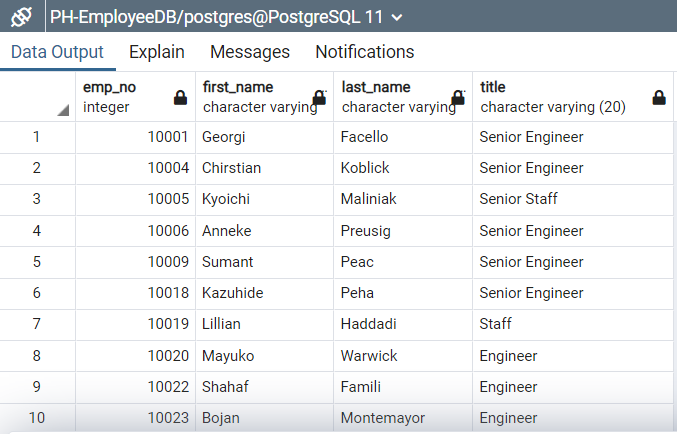 PH-EmployeeDB/postgres@PostgreSQL 11
Data Output Explain Messages Notifications
emp_no first_name last_name title
integer character varying character varying character varying (20)
1 10001 Georgi Facello Senior Engineer
2 10004 Chirstian Koblick Senior Engineer
3 10005 Kyoichi Maliniak Senior Staff
4 10006 Anneke Preusig Senior Engineer
5 10009 Sumant Peac Senior Engineer
6 10018 Kazuhide Peha Senior Engineer
7 10019 Lillian Haddadi Staff
8 10020 Mayuko Warwick Engineer
9 10022 Shahaf Famili Engineer
10 10023 Bojan Montemayor Engineer